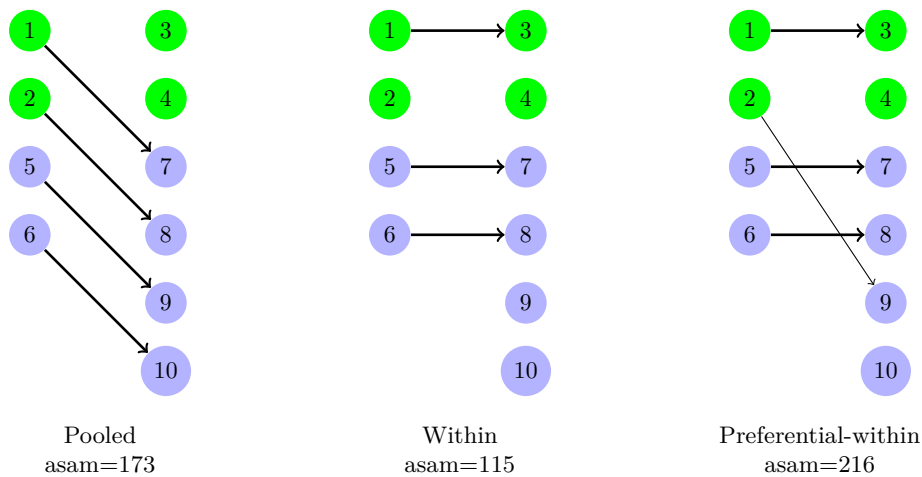 1 3 1 3 1 3
2 4 2 4 2 4
5 7 5 7 5 7
6 8 6 8 6 8
9 9 9
10 10 10
Pooled Within Preferential-within
asam=173 asam=115 asam=216